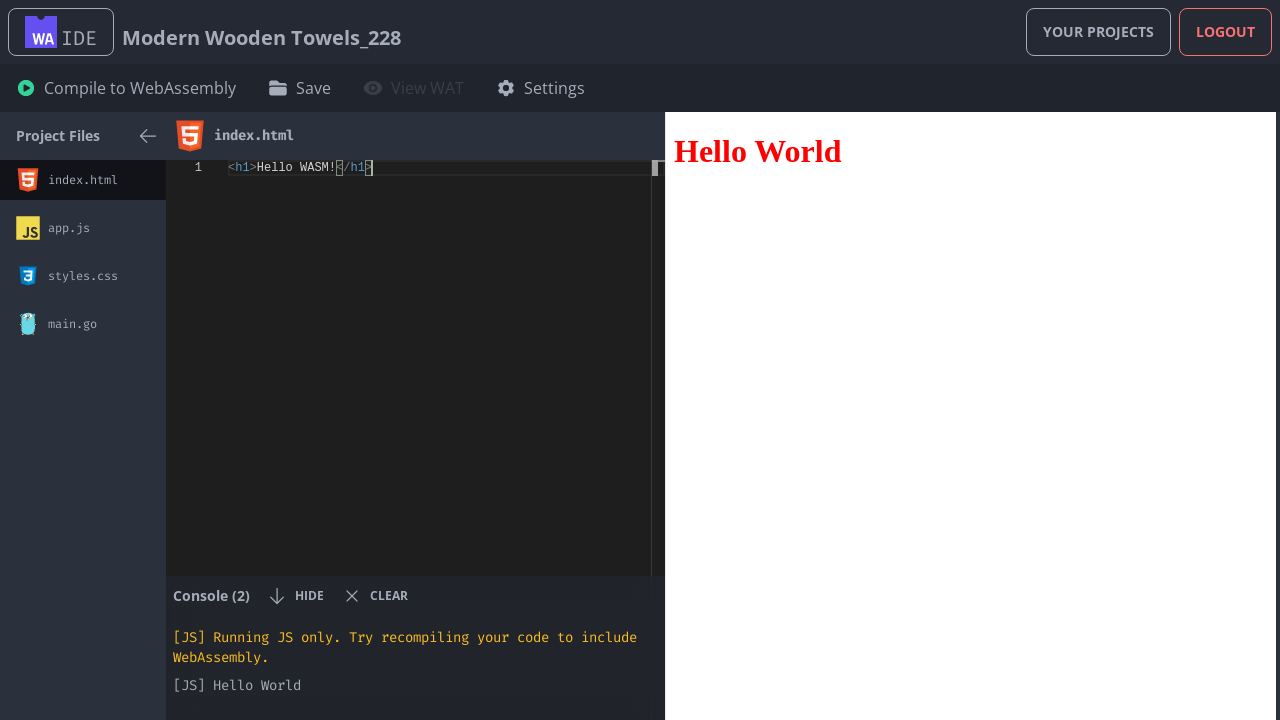 WA IDE
Modern Wooden Towels_228
YOUR PROJECTS
LOGOUT
Compile to WebAssembly
Save
View WAT
Settings
Project Files
index.html
index.html
app.js
styles.css
main.go
1 <h1>Hello WASM!</h1>
Hello World
Console (2)
HIDE
CLEAR
[JS] Running JS only. Try recompiling your code to include
WebAssembly.
[JS] Hello World